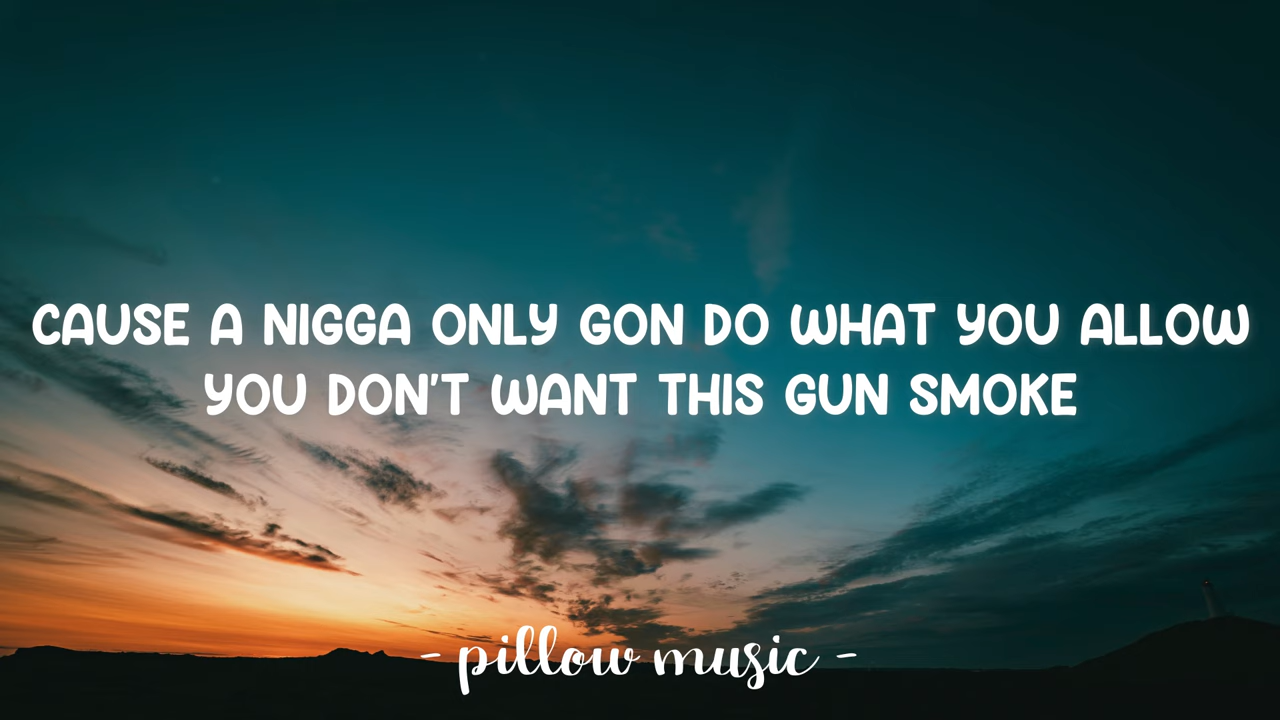 CAUSE A NIGGA ONLY GON DO WHAT YOU ALLOW
YOU DON'T WANT THIS GUN SMOKE
- pillow music -